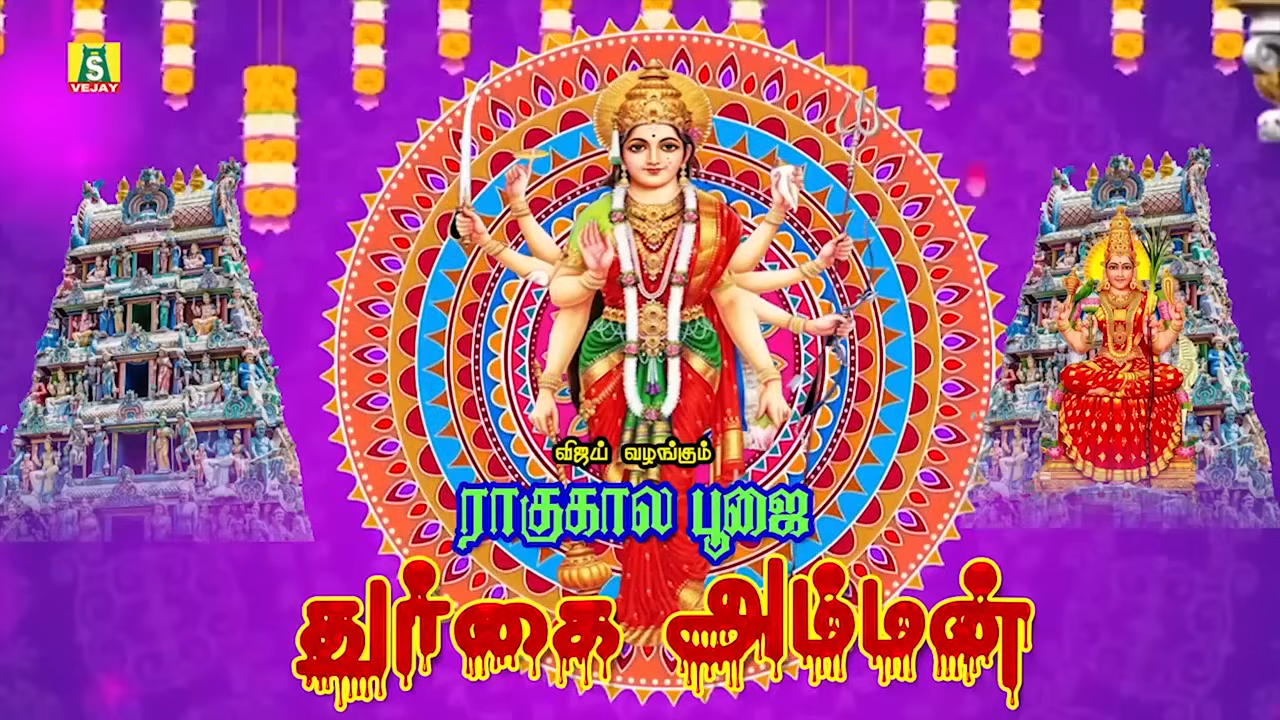 S
VEJAY
விஜய் வழங்கும்
ராகுகால பூஜை
துர்கை அம்மன்